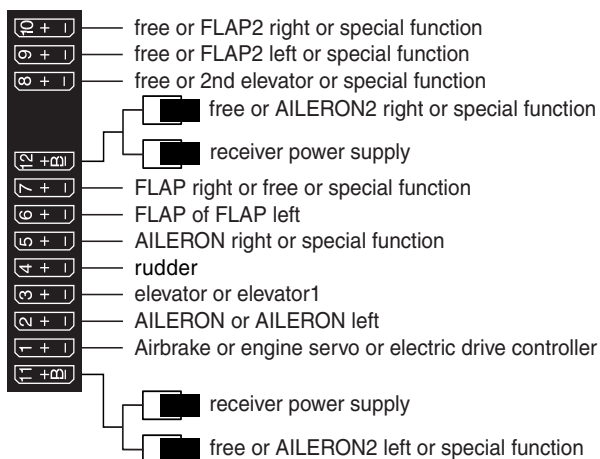 10 + – free or FLAP2 right or special function
9 + – free or FLAP2 left or special function
8 + – free or 2nd elevator or special function
free or AILERON2 right or special function
12 +B| receiver power supply
7 + – FLAP right or free or special function
6 + – FLAP of FLAP left
5 + – AILERON right or special function
4 + – rudder
3 + – elevator or elevator1
2 + – AILERON or AILERON left
1 + – Airbrake or engine servo or electric drive controller
11 +B|
receiver power supply
free or AILERON2 left or special function